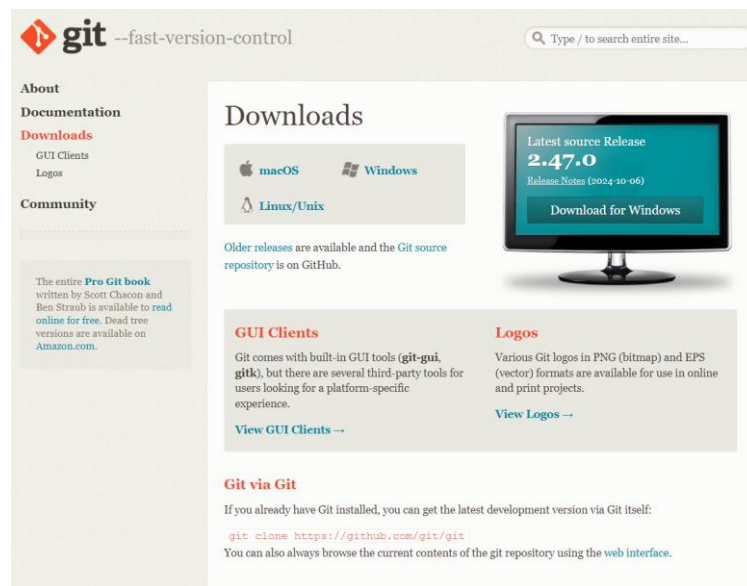 git --fast-version-control
Type / to search entire site...
About
Documentation
Downloads
GUI Clients
Logos
Community
The entire Pro Git book
written by Scott Chacon and
Ben Straub is available to read
online for free. Dead tree
versions are available on
Amazon.com.
Downloads
macOS
Windows
Linux/Unix
Older releases are available and the Git source
repository is on GitHub.
Latest source Release
2.47.0
Release Notes (2024-10-06)
Download for Windows
GUI Clients
Git comes with built-in GUI tools (git-gui,
gitk), but there are several third-party tools for
users looking for a platform-specific
experience.
View GUI Clients →
Logos
Various Git logos in PNG (bitmap) and EPS
(vector) formats are available for use in online
and print projects.
View Logos →
Git via Git
If you already have Git installed, you can get the latest development version via Git itself:
git clone https://github.com/git/git
You can also always browse the current contents of the git repository using the web interface.